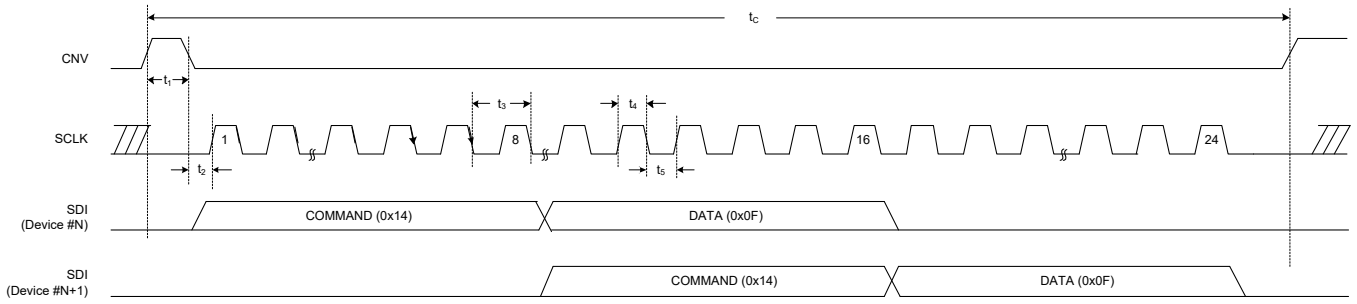 tC
CNV
t1
t3
t4
SCLK
1
8
16
24
t2
t5
SDI
(Device #N)
COMMAND (0x14)
DATA (0x0F)
SDI
(Device #N+1)
COMMAND (0x14)
DATA (0x0F)